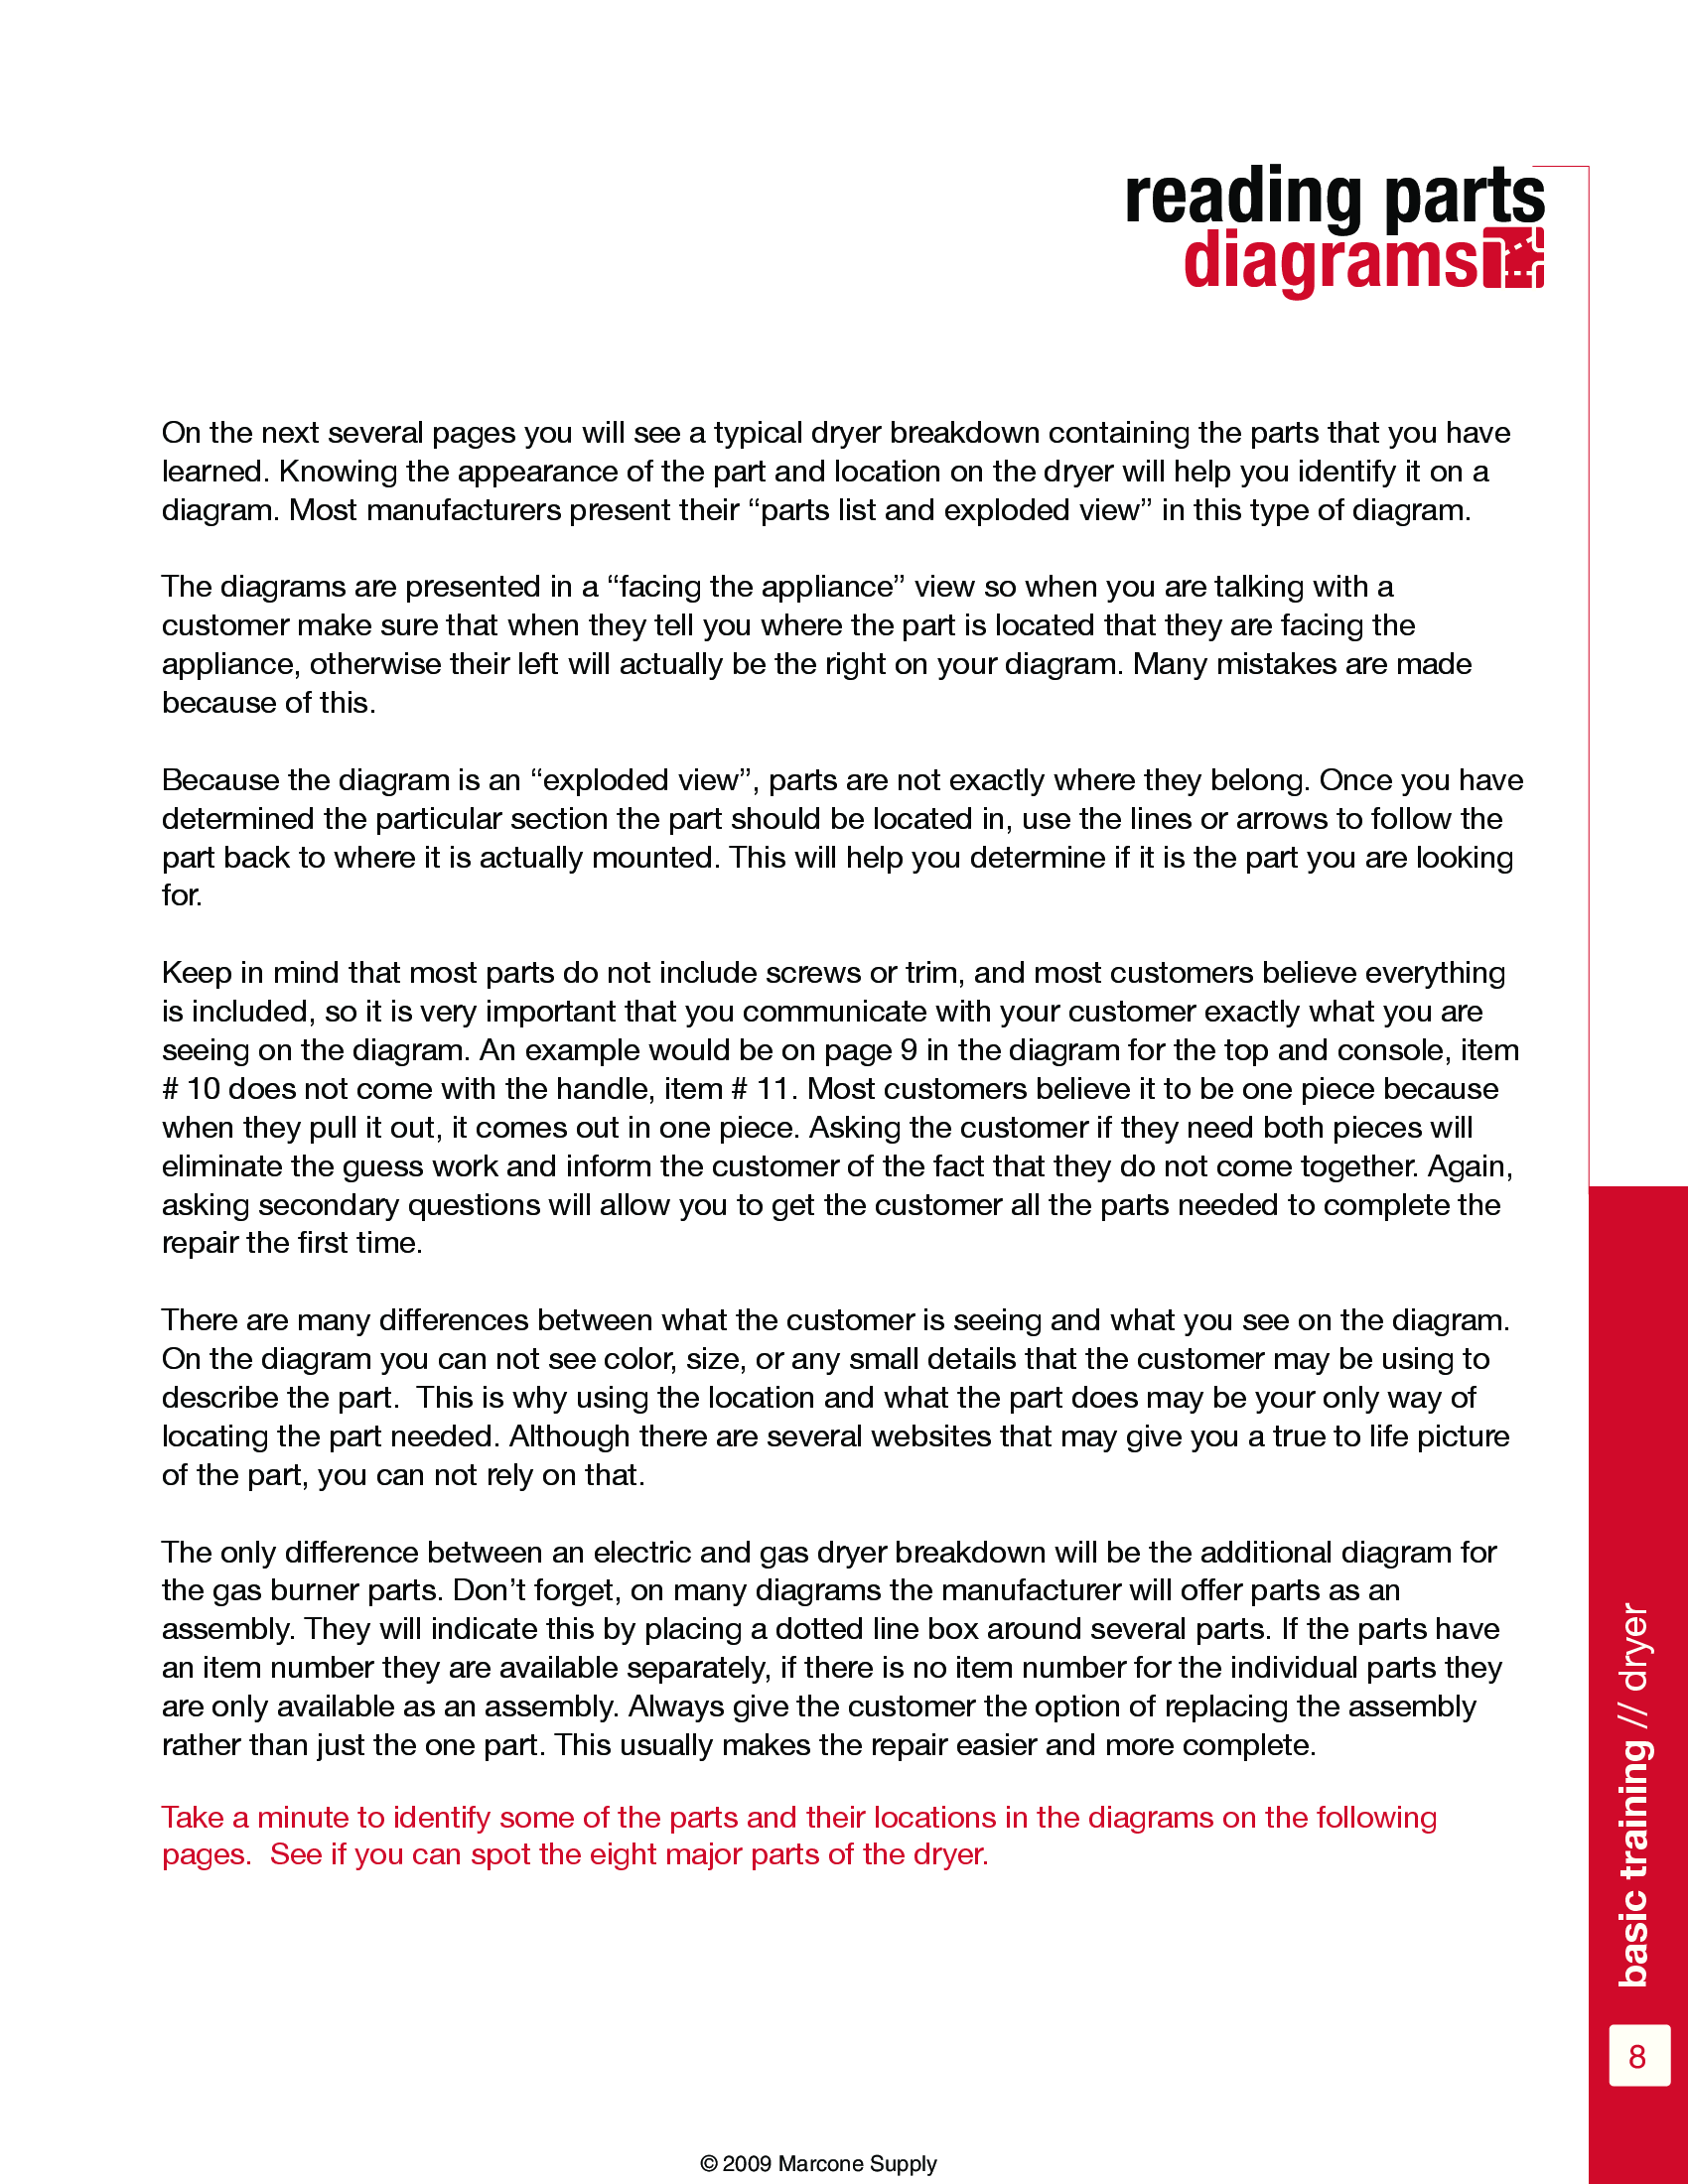 reading parts
diagrams
On the next several pages you will see a typical dryer breakdown containing the parts that you have
learned. Knowing the appearance of the part and location on the dryer will help you identify it on a
diagram. Most manufacturers present their “parts list and exploded view” in this type of diagram.
The diagrams are presented in a “facing the appliance” view so when you are talking with a
customer make sure that when they tell you where the part is located that they are facing the
appliance, otherwise their left will actually be the right on your diagram. Many mistakes are made
because of this.
Because the diagram is an “exploded view”, parts are not exactly where they belong. Once you have
determined the particular section the part should be located in, use the lines or arrows to follow the
part back to where it is actually mounted. This will help you determine if it is the part you are looking
for.
Keep in mind that most parts do not include screws or trim, and most customers believe everything
is included, so it is very important that you communicate with your customer exactly what you are
seeing on the diagram. An example would be on page 9 in the diagram for the top and console, item
# 10 does not come with the handle, item # 11. Most customers believe it to be one piece because
when they pull it out, it comes out in one piece. Asking the customer if they need both pieces will
eliminate the guess work and inform the customer of the fact that they do not come together. Again,
asking secondary questions will allow you to get the customer all the parts needed to complete the
repair the first time.
There are many differences between what the customer is seeing and what you see on the diagram.
On the diagram you can not see color, size, or any small details that the customer may be using to
describe the part.  This is why using the location and what the part does may be your only way of
locating the part needed. Although there are several websites that may give you a true to life picture
of the part, you can not rely on that.
The only difference between an electric and gas dryer breakdown will be the additional diagram for
the gas burner parts. Don’t forget, on many diagrams the manufacturer will offer parts as an
assembly. They will indicate this by placing a dotted line box around several parts. If the parts have
an item number they are available separately, if there is no item number for the individual parts they
are only available as an assembly. Always give the customer the option of replacing the assembly
rather than just the one part. This usually makes the repair easier and more complete.
Take a minute to identify some of the parts and their locations in the diagrams on the following
pages.  See if you can spot the eight major parts of the dryer.
basic training // dryer
8
© 2009 Marcone Supply